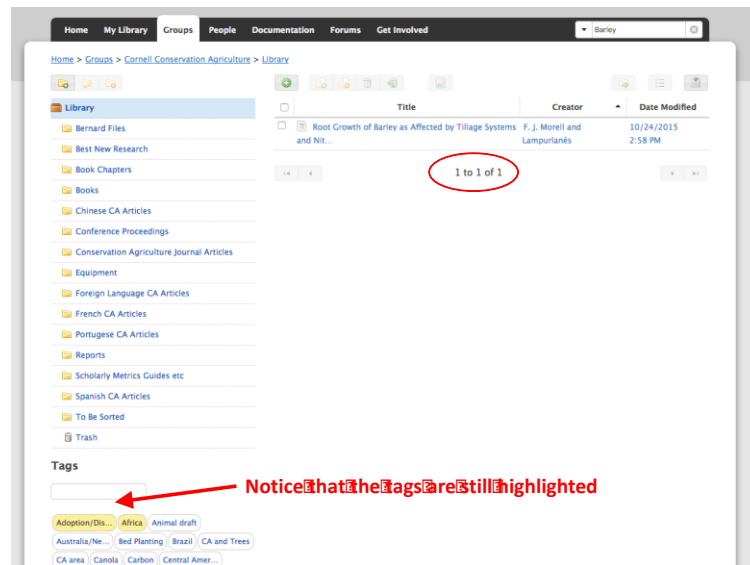 Home My Library Groups People Documentation Forums Get Involved Barley
Home > Groups > Cornell Conservation Agriculture > Library
Library
Bernard Files
Best New Research
Book Chapters
Books
Chinese CA Articles
Conference Proceedings
Conservation Agriculture Journal Articles
Equipment
Foreign Language CA Articles
French CA Articles
Portugese CA Articles
Reports
Scholarly Metrics Guides etc
Spanish CA Articles
To Be Sorted
Trash
Title Creator Date Modified
Root Growth of Barley as Affected by Tillage Systems F. J. Morell and 10/24/2015
and Nit... Lampurlanés 2:58 PM
1 to 1 of 1
Tags
Notice that the tags are still highlighted
Adoption/Dis... Africa Animal draft
Australia/Ne... Bed Planting Brazil CA and Trees
CA area Canola Carbon Central Amer...